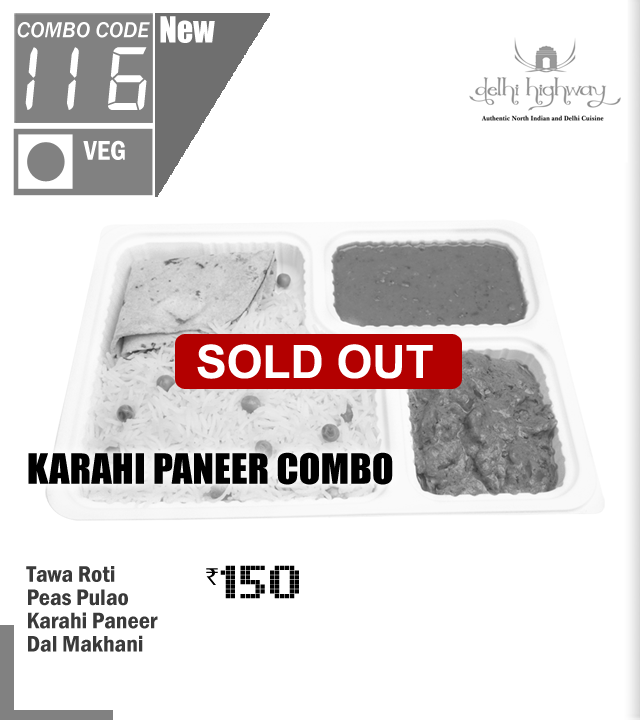 COMBO CODE
116
New
VEG
delhi highway
Authentic North Indian and Delhi Cuisine
SOLD OUT
KARAHI PANEER COMBO
Tawa Roti
₹150
Peas Pulao
Karahi Paneer
Dal Makhani